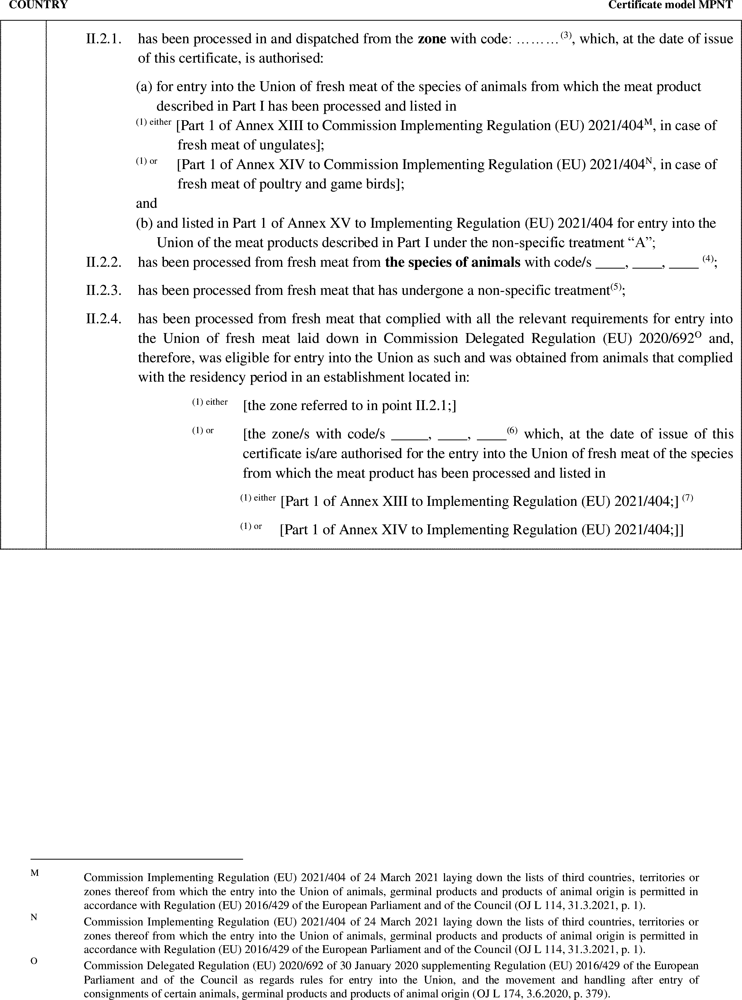 COUNTRY Certificate model MPNT
II.2.1. has been processed in and dispatched from the zone with code: ………(3), which, at the date of issue
of this certificate, is authorised:
(a) for entry into the Union of fresh meat of the species of animals from which the meat product
described in Part I has been processed and listed in
(1) either [Part 1 of Annex XIII to Commission Implementing Regulation (EU) 2021/404M, in case of
fresh meat of ungulates];
(1) or [Part 1 of Annex XIV to Commission Implementing Regulation (EU) 2021/404N, in case of
fresh meat of poultry and game birds];
and
(b) and listed in Part 1 of Annex XV to Implementing Regulation (EU) 2021/404 for entry into the
Union of the meat products described in Part I under the non-specific treatment “A”;
II.2.2. has been processed from fresh meat from the species of animals with code/s ____, ____, ____ (4);
II.2.3. has been processed from fresh meat that has undergone a non-specific treatment(5);
II.2.4. has been processed from fresh meat that complied with all the relevant requirements for entry into
the Union of fresh meat laid down in Commission Delegated Regulation (EU) 2020/692O and,
therefore, was eligible for entry into the Union as such and was obtained from animals that complied
with the residency period in an establishment located in:
(1) either [the zone referred to in point II.2.1;]
(1) or [the zone/s with code/s _____, ____, ____(6) which, at the date of issue of this
certificate is/are authorised for the entry into the Union of fresh meat of the species
from which the meat product has been processed and listed in
(1) either [Part 1 of Annex XIII to Implementing Regulation (EU) 2021/404;] (7)
(1) or [Part 1 of Annex XIV to Implementing Regulation (EU) 2021/404;]]
M Commission Implementing Regulation (EU) 2021/404 of 24 March 2021 laying down the lists of third countries, territories or
zones thereof from which the entry into the Union of animals, germinal products and products of animal origin is permitted in
accordance with Regulation (EU) 2016/429 of the European Parliament and of the Council (OJ L 114, 31.3.2021, p. 1).
N Commission Implementing Regulation (EU) 2021/404 of 24 March 2021 laying down the lists of third countries, territories or
zones thereof from which the entry into the Union of animals, germinal products and products of animal origin is permitted in
accordance with Regulation (EU) 2016/429 of the European Parliament and of the Council (OJ L 114, 31.3.2021, p. 1).
O Commission Delegated Regulation (EU) 2020/692 of 30 January 2020 supplementing Regulation (EU) 2016/429 of the European
Parliament and of the Council as regards rules for entry into the Union, and the movement and handling after entry of
consignments of certain animals, germinal products and products of animal origin (OJ L 174, 3.6.2020, p. 379).